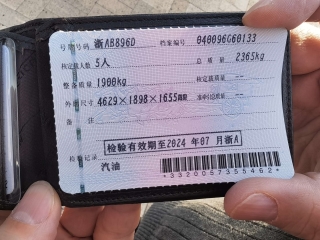 号牌号码 浙AB896D 档案编号 040096060133
核定载人数 5人 总质量 2365kg
整备质量 1900kg 核定载质量 --
外廓尺寸 4629×1898×1655mm 准牵引总质量 --
备注
检验有效期至2024年07月浙A
检验记录
汽油
*3320067355462*